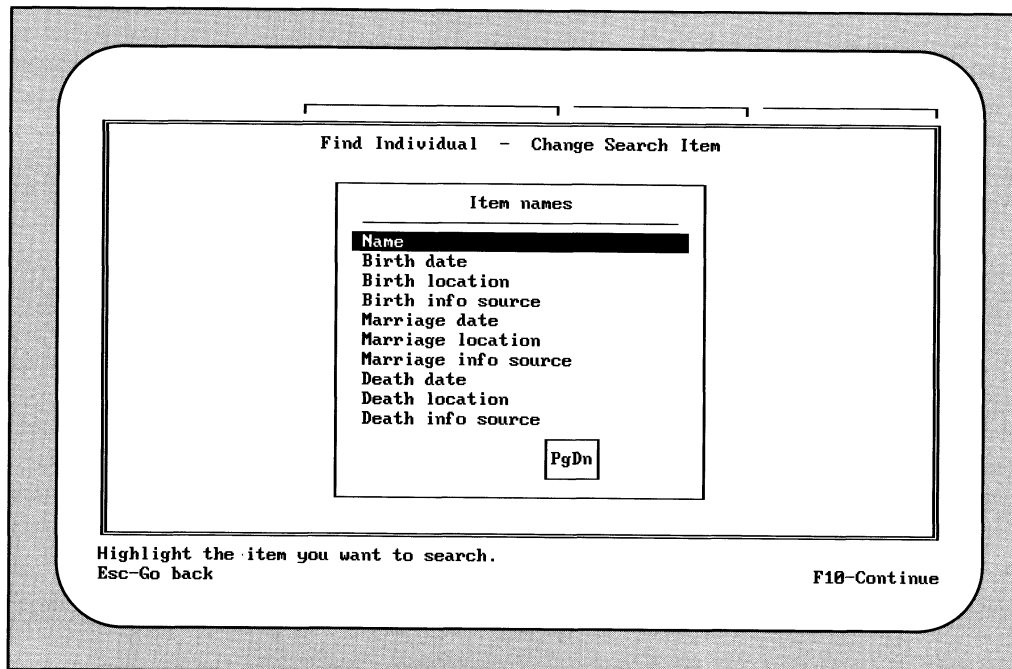 Find Individual - Change Search Item
Item names
Name
Birth date
Birth location
Birth info source
Marriage date
Marriage location
Marriage info source
Death date
Death location
Death info source
PgDn
Highlight the item you want to search.
Esc-Go back F10-Continue